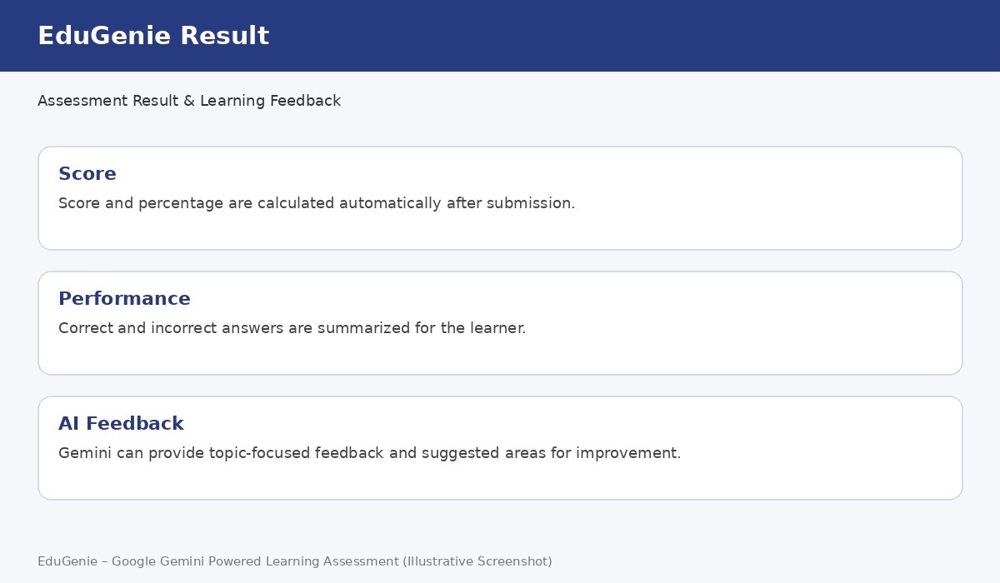 EduGenie Result
Assessment Result & Learning Feedback
Score
Score and percentage are calculated automatically after submission.
Performance
Correct and incorrect answers are summarized for the learner.
AI Feedback
Gemini can provide topic-focused feedback and suggested areas for improvement.
EduGenie – Google Gemini Powered Learning Assessment (Illustrative Screenshot)